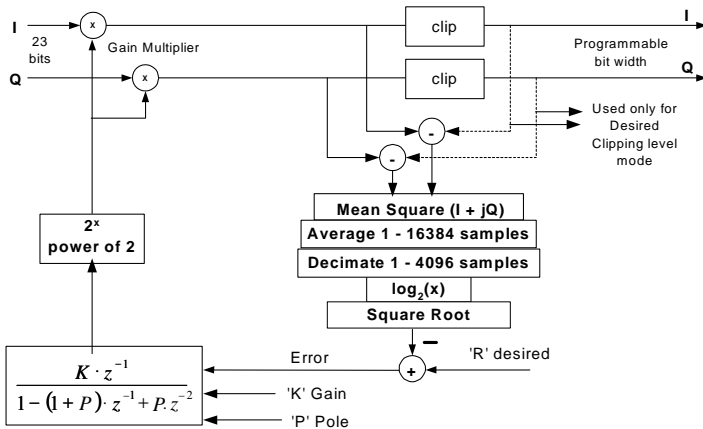 I
23
bits
Q
x
Gain Multiplier
x
clip
clip
I
Programmable
bit width
Q
Used only for
Desired
Clipping level
mode
-
-
Mean Square (I + jQ)
Average 1 - 16384 samples
Decimate 1 - 4096 samples
log₂(x)
Square Root
2ˣ
power of 2
–
+
'R' desired
Error
K · z⁻¹
1 – (1 + P) · z⁻¹ + P. z⁻²
'K' Gain
'P' Pole